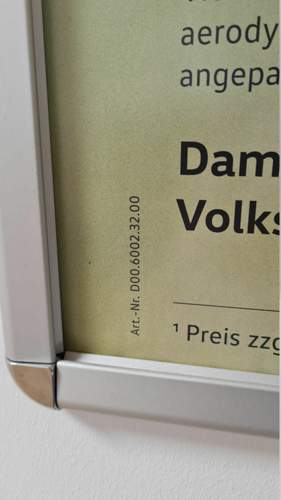 aerody
angepa
Dam
Volks
Art.-Nr. D00.6002.32.00
¹ Preis zzg